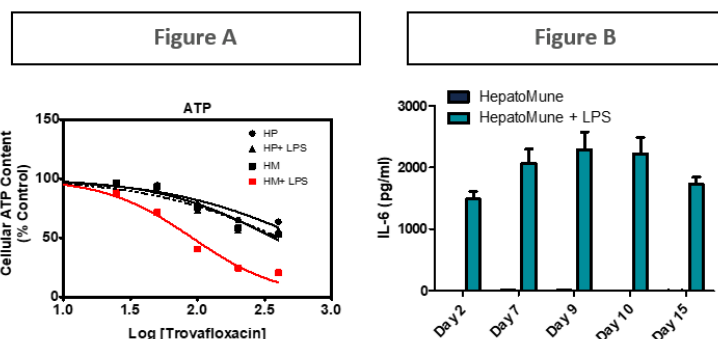 Figure A
Figure B
ATP
150
100
50
0
Cellular ATP Content
(% Control)
HP
HP+ LPS
HM
HM+ LPS
1.0
1.5
2.0
2.5
3.0
Log [Trovafloxacin]
HepatoMune
HepatoMune + LPS
3000
2000
1000
0
IL-6 (pg/ml)
Day 2
Day 7
Day 9
Day 10
Day 15